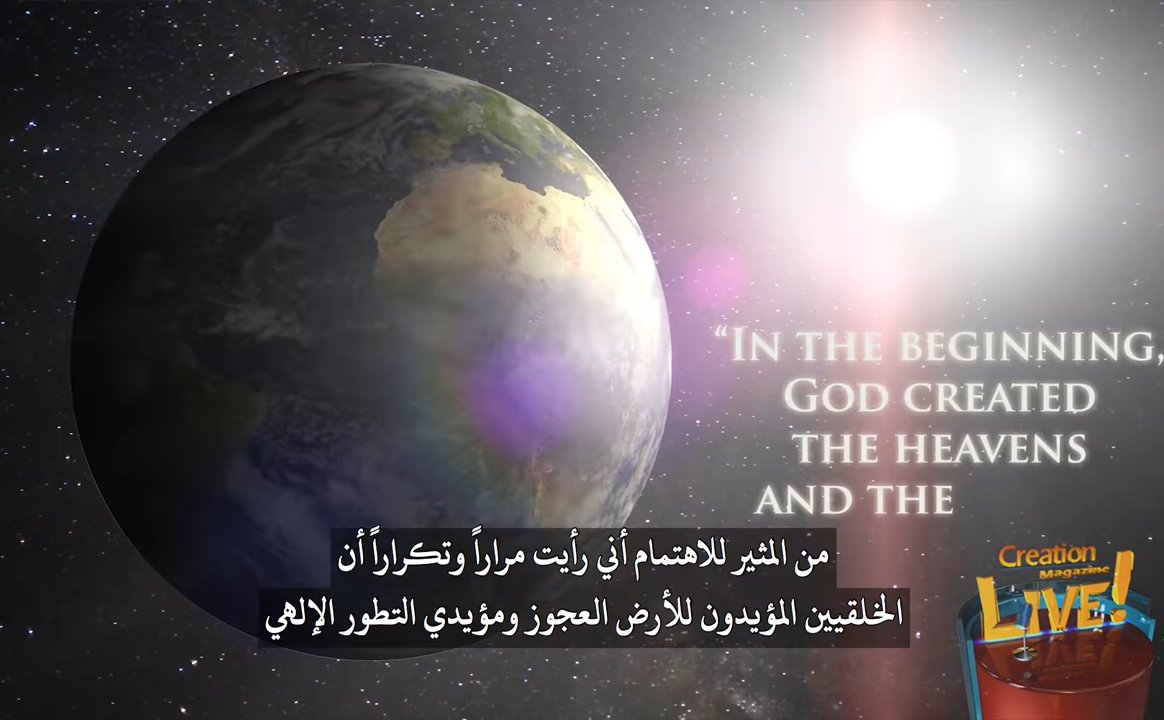 “In the beginning,
God created
the heavens
and the
من المثير للاهتمام أني رأيت مراراً وتكراراً أن
الخلقيين المؤيدون للأرض العجوز ومؤيدي التطور الإلهي
Creation
Magazine
LIVE!